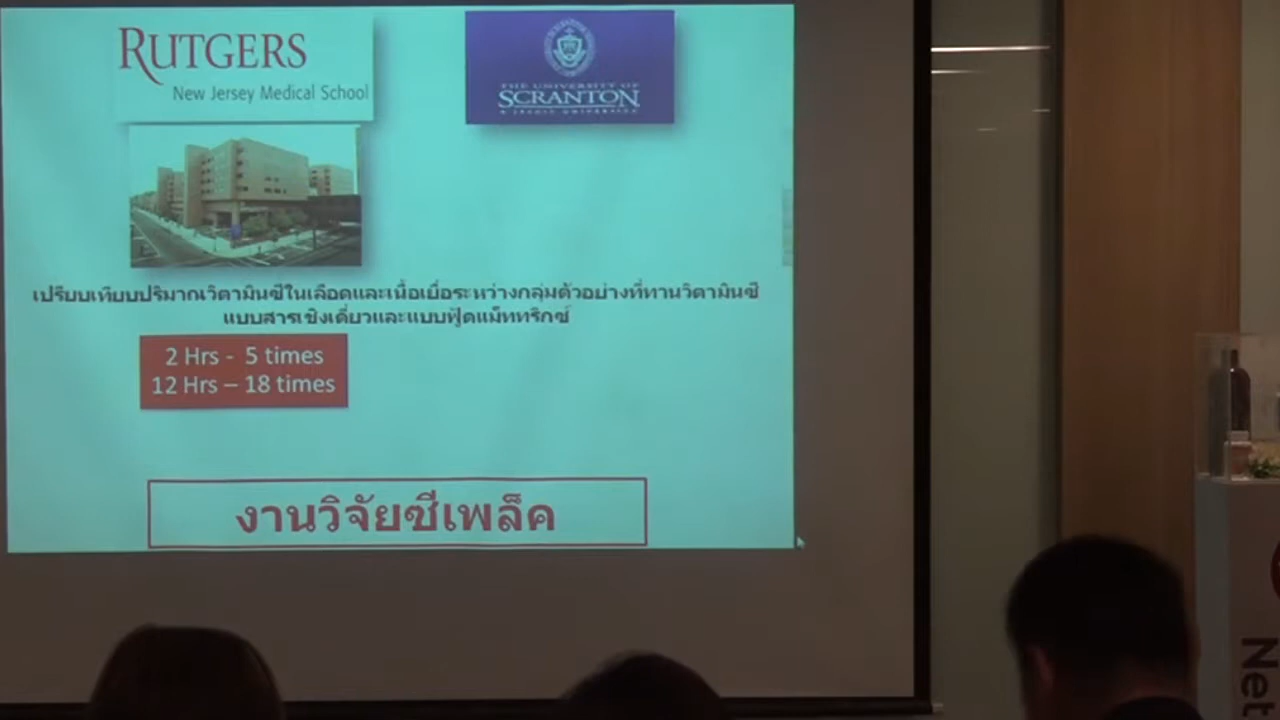 RUTGERS
New Jersey Medical School
THE UNIVERSITY OF
SCRANTON
A JESUIT UNIVERSITY
เปรียบเทียบปริมาณวิตามินซีในเลือดและเนื้อเยื่อระหว่างกลุ่มตัวอย่างที่ทานวิตามินซี
แบบสารเชิงเดี่ยวและแบบฟู้ดแม็ททริกซ์
2 Hrs - 5 times
12 Hrs – 18 times
งานวิจัยซีเพล็ค
Net